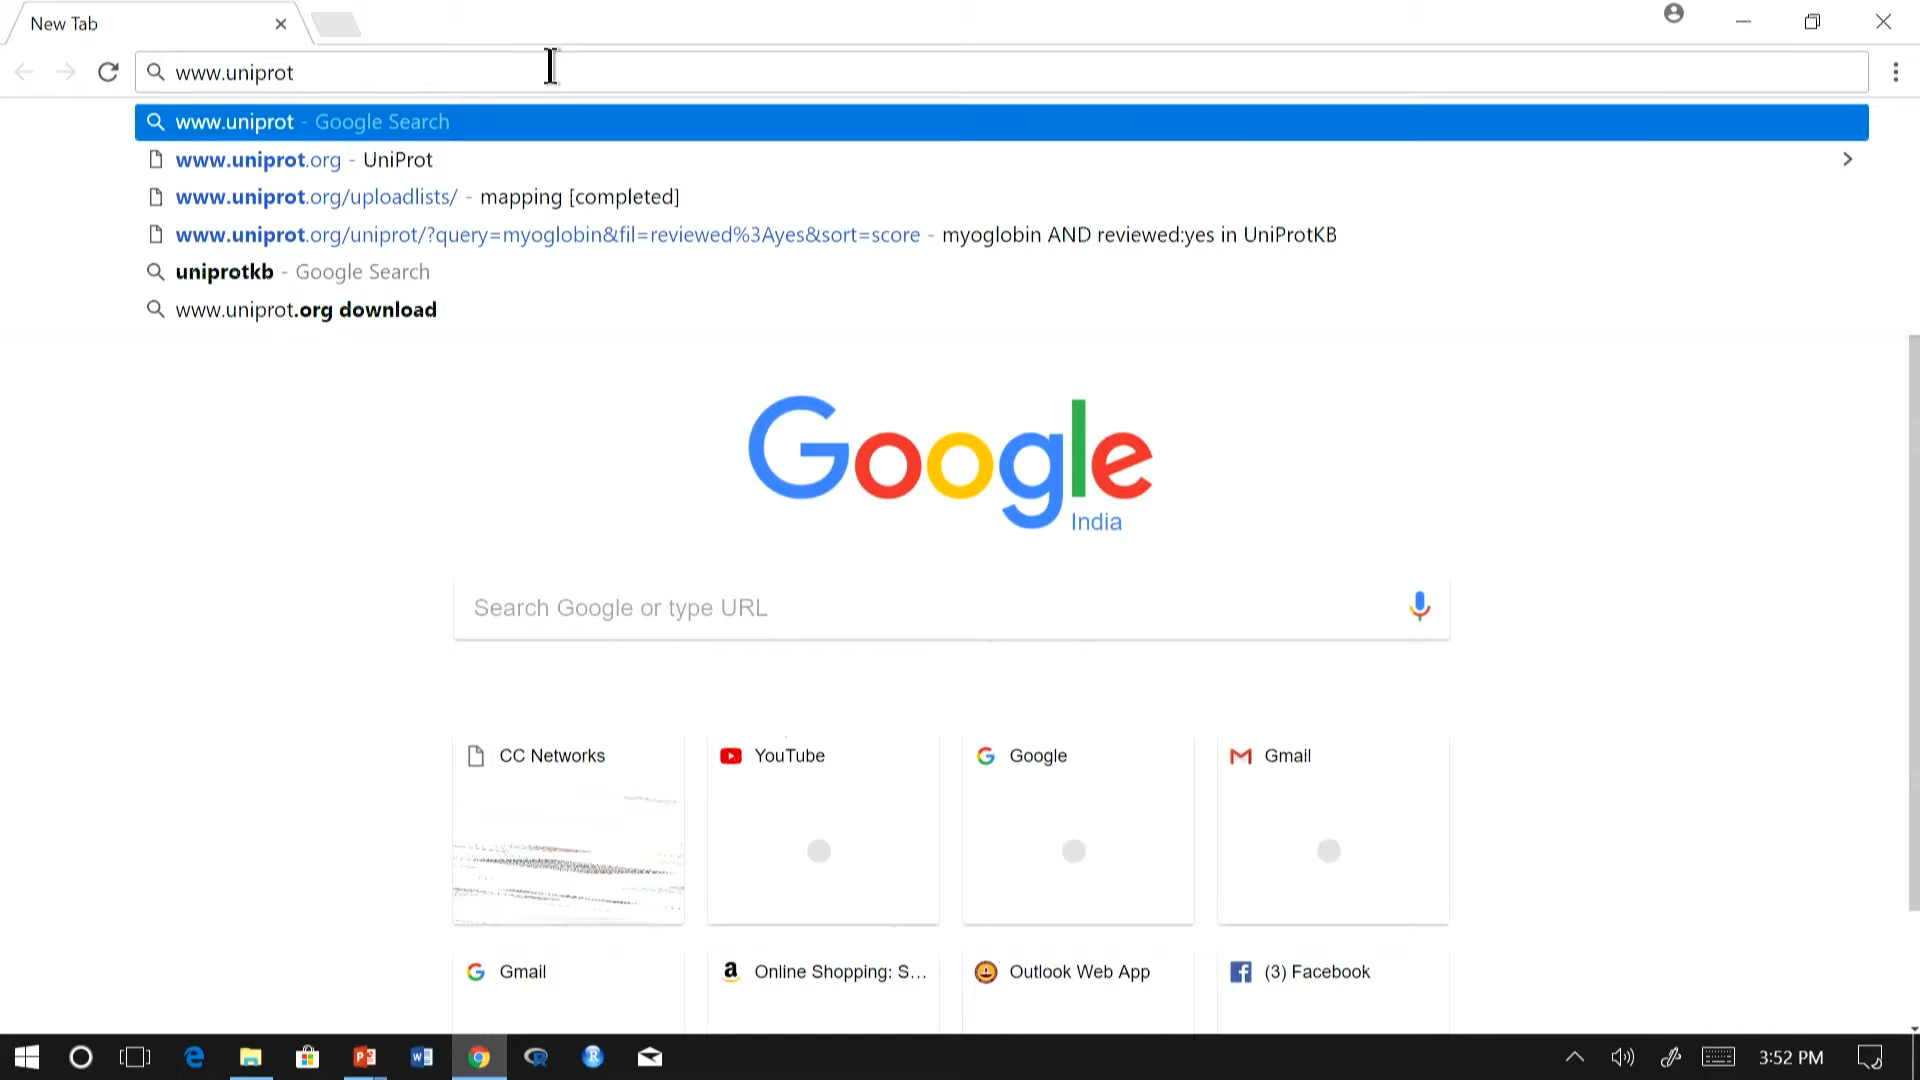 New Tab
www.uniprot
www.uniprot - Google Search
www.uniprot.org - UniProt
www.uniprot.org/uploadlists/ - mapping [completed]
www.uniprot.org/uniprot/?query=myoglobin&fil=reviewed%3Ayes&sort=score - myoglobin AND reviewed:yes in UniProtKB
uniprotkb - Google Search
www.uniprot.org download
Google
India
Search Google or type URL
CC Networks
YouTube
Google
Gmail
Gmail
Online Shopping: S...
Outlook Web App
(3) Facebook
3:52 PM